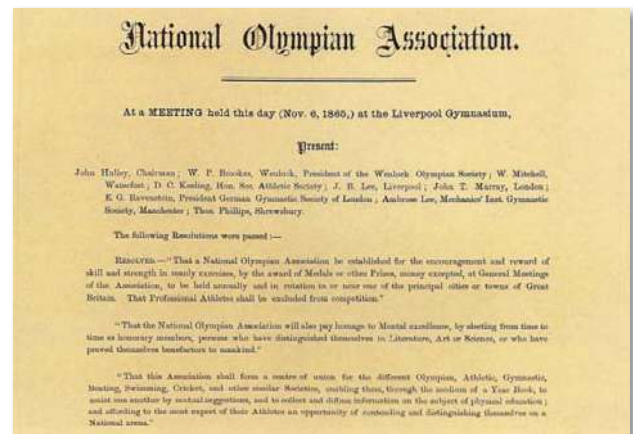 National Olympian Association.
At a MEETING held this day (Nov. 6, 1865,) at the Liverpool Gymnasium,
Present:
John Hulley, Chairman; W. P. Brookes, Wenlock, President of the Wenlock Olympian Society; W. Mitchell,
D. C. Keeling, Hon. Sec. Athletic Society; J. B. Lee, Liverpool; John T. Murray, London;
E. G. Ravenstein, President German Gymnastic Society of London; Ambrose Lee, Mechanics' Inst. Gymnastic
Society, Manchester; Thos. Phillips, Shrewsbury.
The following Resolutions were passed:—
RESOLVED.—"That a National Olympian Association be established for the encouragement and reward of
skill and strength in manly exercises, by the award of Medals or other Prizes, money excepted, at General Meetings
of the Association, to be held annually and in rotation in or near one of the principal cities or towns of Great
Britain. That Professional Athletes shall be excluded from competition."
"That the National Olympian Association will also pay homage to Mental excellence, by electing from time to
time as honorary members, persons who have distinguished themselves in Literature, Art or Science, or who have
proved themselves benefactors to mankind."
"That this Association shall form a centre of union for the different Olympian, Athletic, Gymnastic,
Boating, Swimming, Cricket, and other similar Societies, enabling them, through the medium of a Year Book, to
assist one another by mutual suggestions, and to collect and diffuse information on the subject of physical education;
and affording to the most expert of their Athletes an opportunity of contending and distinguishing themselves on a
National arena."